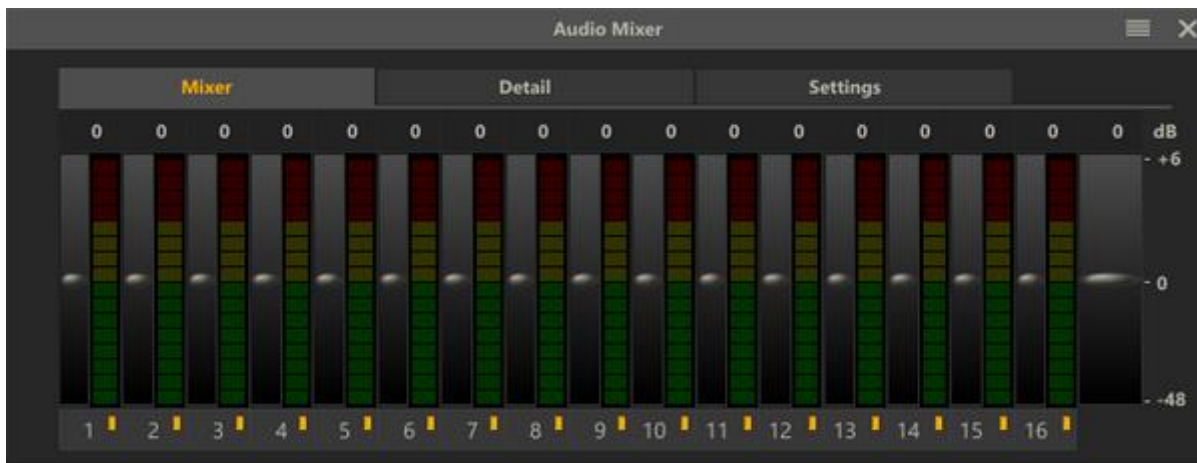 Audio Mixer
Mixer Detail Settings
0 0 0 0 0 0 0 0 0 0 0 0 0 0 0 0 0 dB
- +6
- 0
- -48
1 2 3 4 5 6 7 8 9 10 11 12 13 14 15 16